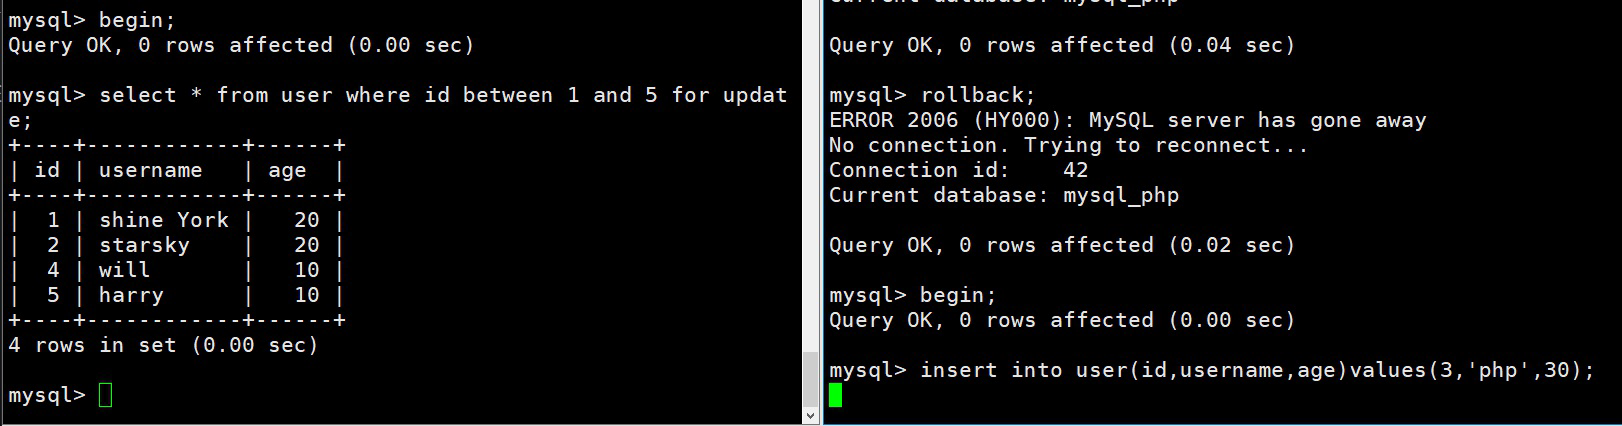 mysql> begin;
Query OK, 0 rows affected (0.00 sec)
mysql> select * from user where id between 1 and 5 for updat
e;
+----+------------+------+
| id | username   | age  |
+----+------------+------+
|  1 | shine York |   20 |
|  2 | starsky    |   20 |
|  4 | will       |   10 |
|  5 | harry      |   10 |
+----+------------+------+
4 rows in set (0.00 sec)
mysql>
Current database: mysql_php
Query OK, 0 rows affected (0.04 sec)
mysql> rollback;
ERROR 2006 (HY000): MySQL server has gone away
No connection. Trying to reconnect...
Connection id:    42
Current database: mysql_php
Query OK, 0 rows affected (0.02 sec)
mysql> begin;
Query OK, 0 rows affected (0.00 sec)
mysql> insert into user(id,username,age)values(3,'php',30);